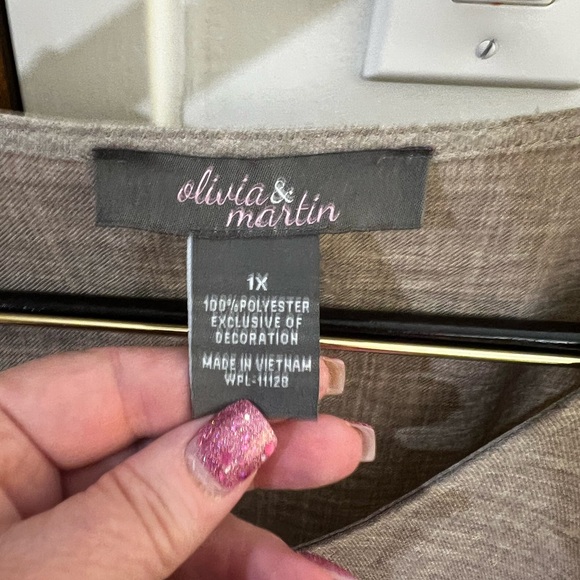 olivia &
martin
1X
100% POLYESTER
EXCLUSIVE OF
DECORATION
MADE IN VIETNAM
WPL-11128